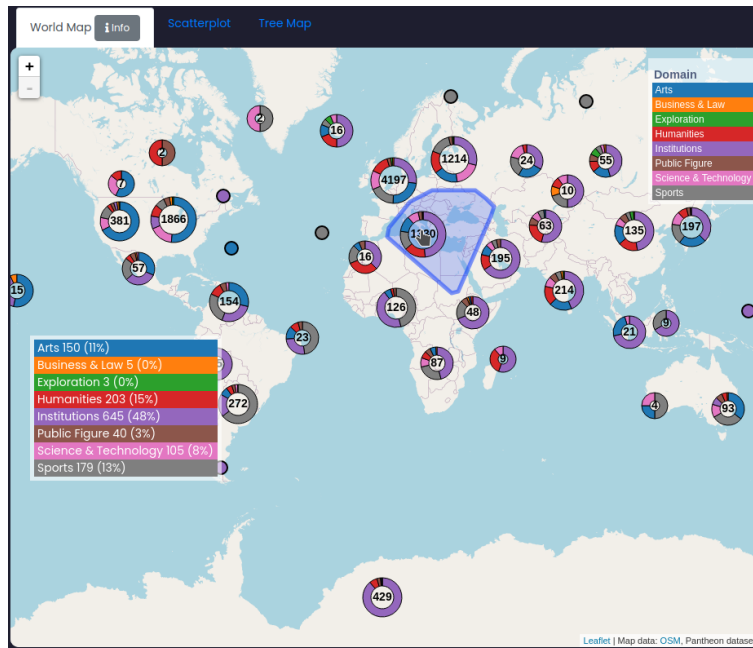 World Map i Info Scatterplot Tree Map
+
-
Domain
Arts
Business & Law
Exploration
Humanities
Institutions
Public Figure
Science & Technology
Sports
2
16
2
7
4197
1214
24
55
10
381
1866
63
135
197
57
16
195
15
154
126
48
214
23
21
9
87
9
272
4
93
429
Arts 150 (11%)
Business & Law 5 (0%)
Exploration 3 (0%)
Humanities 203 (15%)
Institutions 645 (48%)
Public Figure 40 (3%)
Science & Technology 105 (8%)
Sports 179 (13%)
Leaflet | Map data: OSM, Pantheon datase